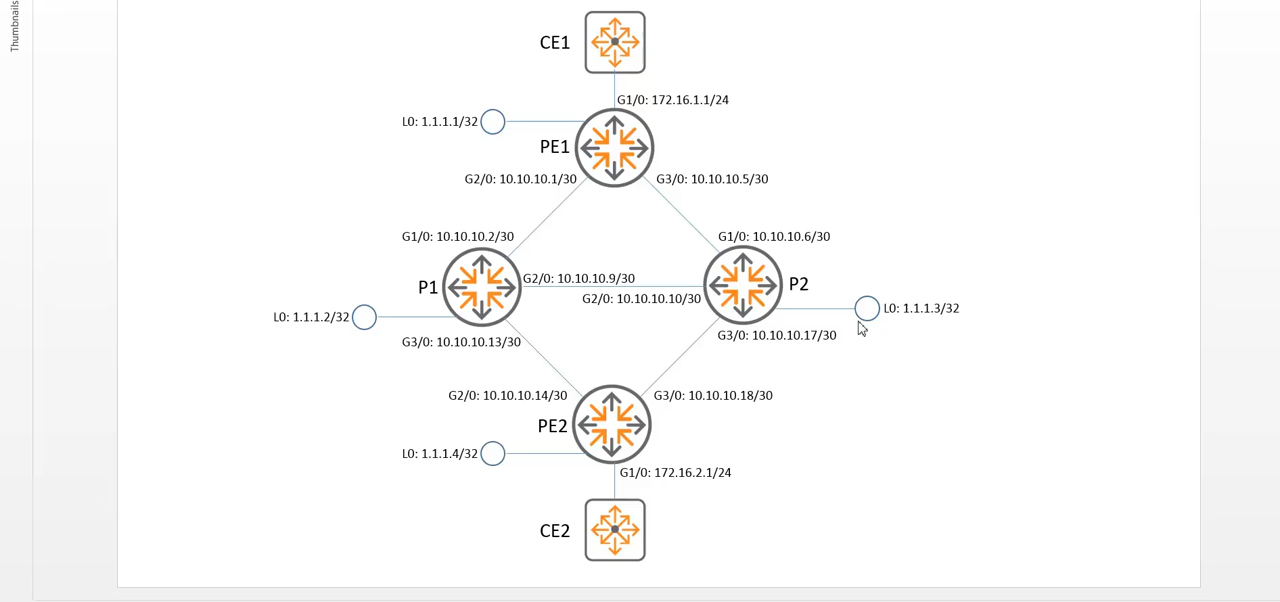 Thumbnails
CE1
G1/0: 172.16.1.1/24
L0: 1.1.1.1/32
PE1
G2/0: 10.10.10.1/30
G3/0: 10.10.10.5/30
G1/0: 10.10.10.2/30
G1/0: 10.10.10.6/30
P1
G2/0: 10.10.10.9/30
P2
G2/0: 10.10.10.10/30
L0: 1.1.1.2/32
L0: 1.1.1.3/32
G3/0: 10.10.10.13/30
G3/0: 10.10.10.17/30
G2/0: 10.10.10.14/30
G3/0: 10.10.10.18/30
PE2
L0: 1.1.1.4/32
G1/0: 172.16.2.1/24
CE2